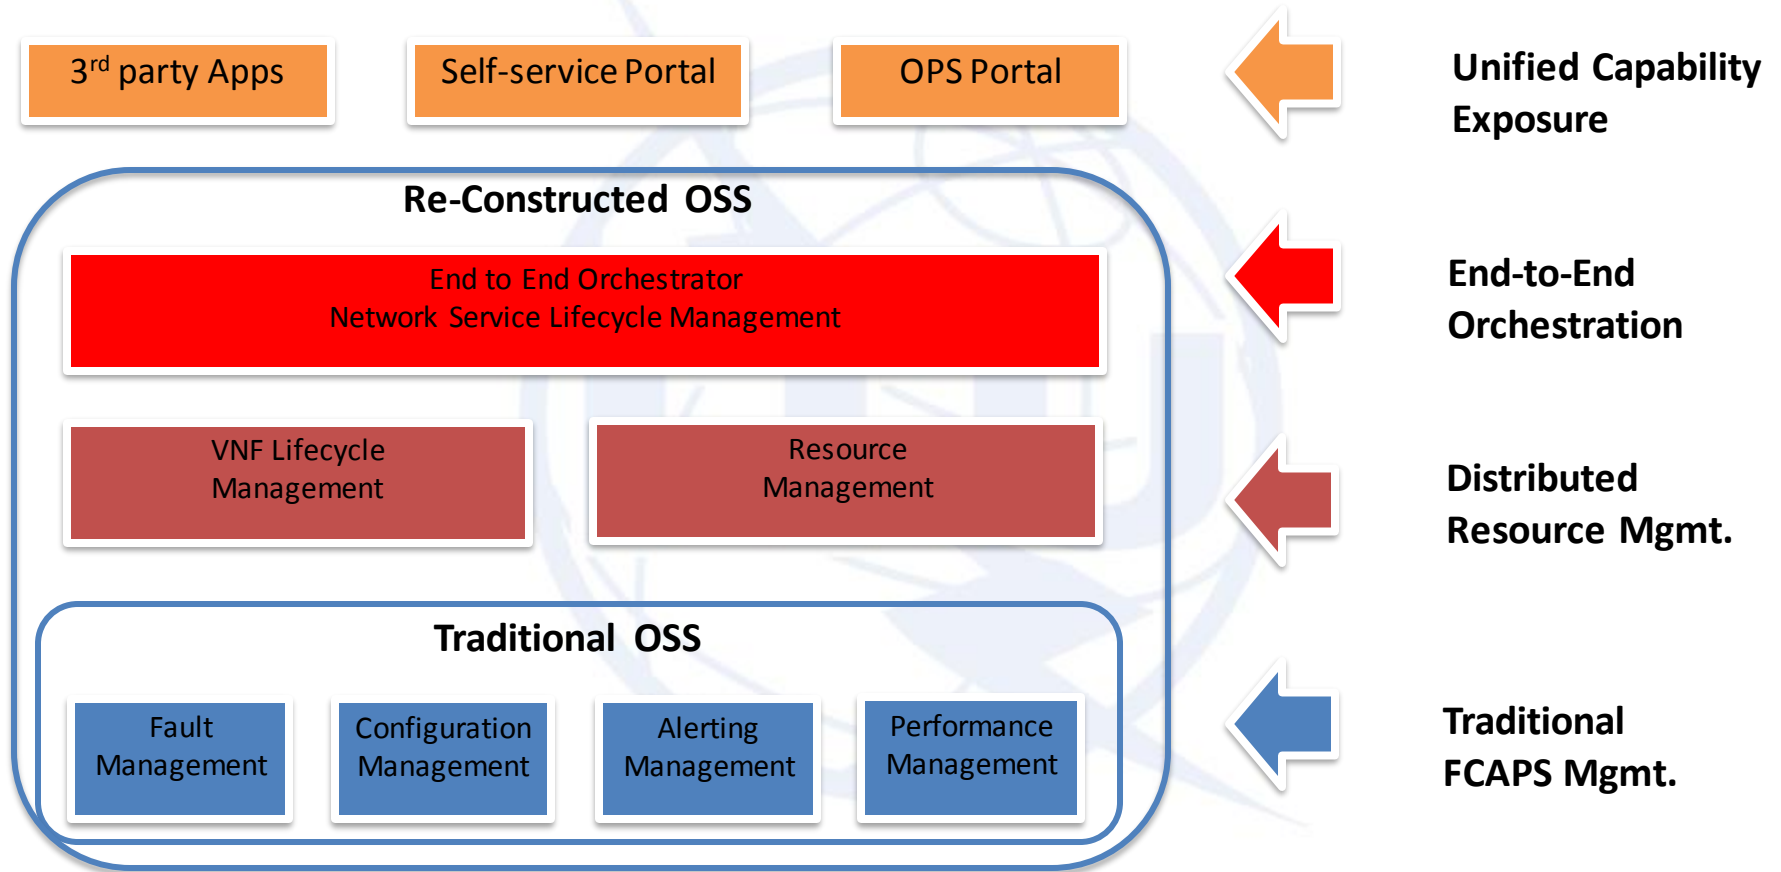 3rd party Apps
Self-service Portal
OPS Portal
Unified Capability
Exposure
Re-Constructed OSS
End to End Orchestrator
Network Service Lifecycle Management
End-to-End
Orchestration
VNF Lifecycle
Management
Resource
Management
Distributed
Resource Mgmt.
Traditional OSS
Fault
Management
Configuration
Management
Alerting
Management
Performance
Management
Traditional
FCAPS Mgmt.